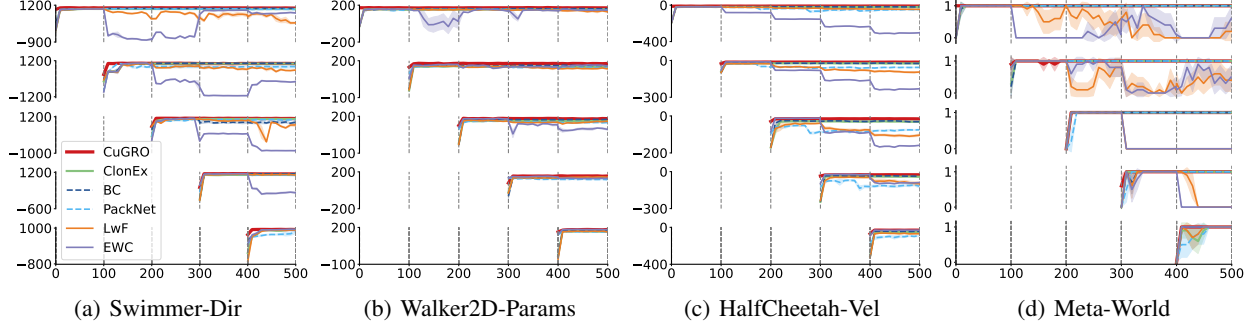 1200
−900
1200
−1200
1200
−1000
1200
−600
1000
−800
0 100 200 300 400 500
CuGRO
ClonEx
BC
PackNet
LwF
EWC
(a) Swimmer-Dir
200
−200
200
−100
200
−200
200
−200
200
−100
0 100 200 300 400 500
(b) Walker2D-Params
0
−400
0
−300
0
−200
0
−300
0
−400
0 100 200 300 400 500
(c) HalfCheetah-Vel
1
0
1
0
1
0
1
0
1
0
0 100 200 300 400 500
(d) Meta-World